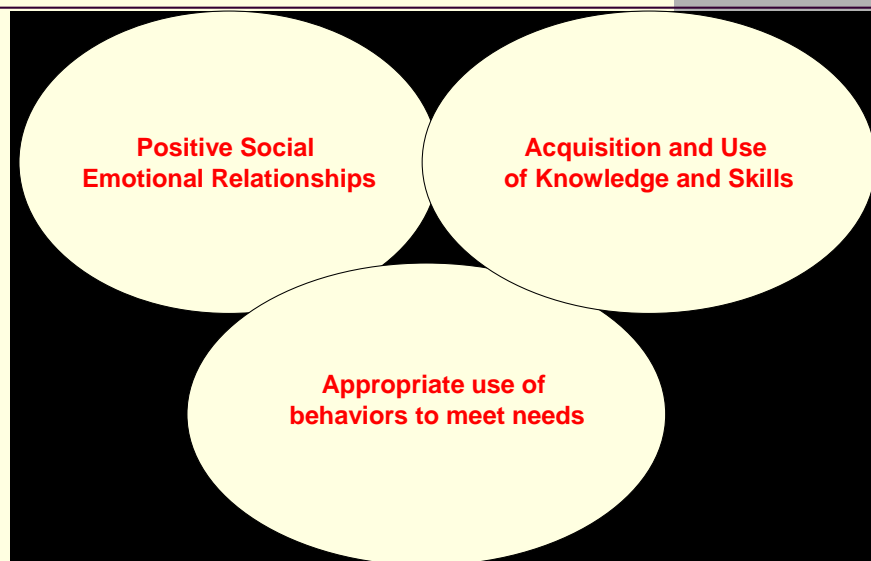 Positive Social
Emotional Relationships
Acquisition and Use
of Knowledge and Skills
Appropriate use of
behaviors to meet needs